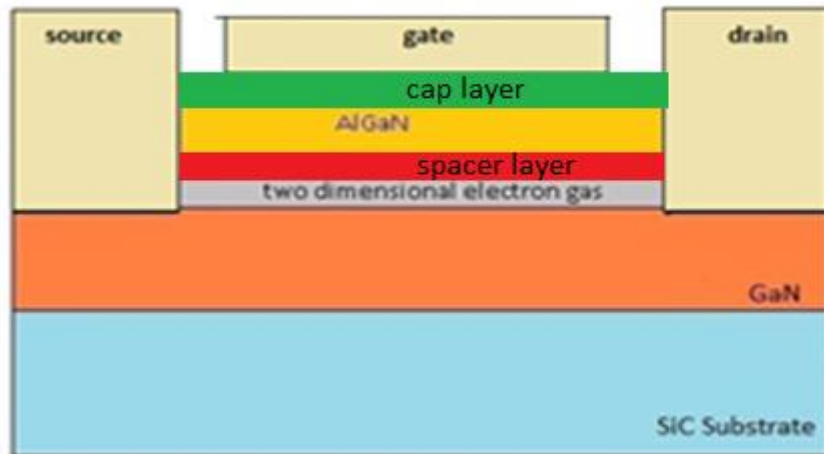 source
gate
drain
cap layer
AlGaN
spacer layer
two dimensional electron gas
GaN
SiC Substrate